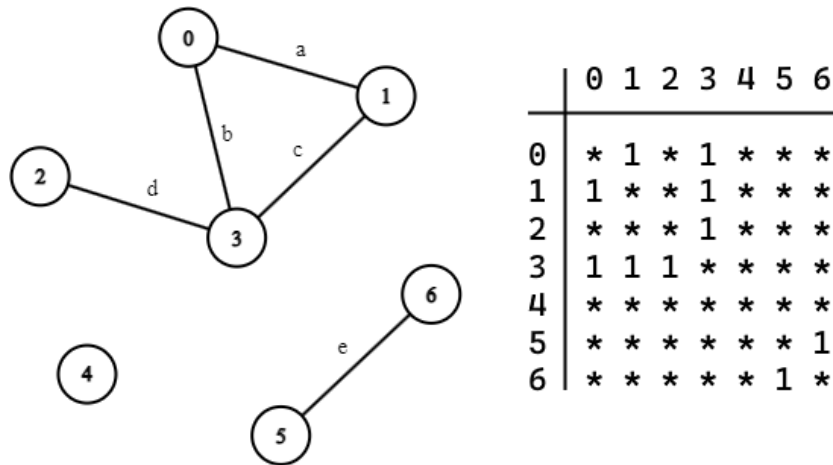 0
a
1
b
c
2
d
3
6
e
4
5
0 1 2 3 4 5 6
0 * 1 * 1 * * *
1 1 * * 1 * * *
2 * * * 1 * * *
3 1 1 1 * * * *
4 * * * * * * *
5 * * * * * * 1
6 * * * * * 1 *